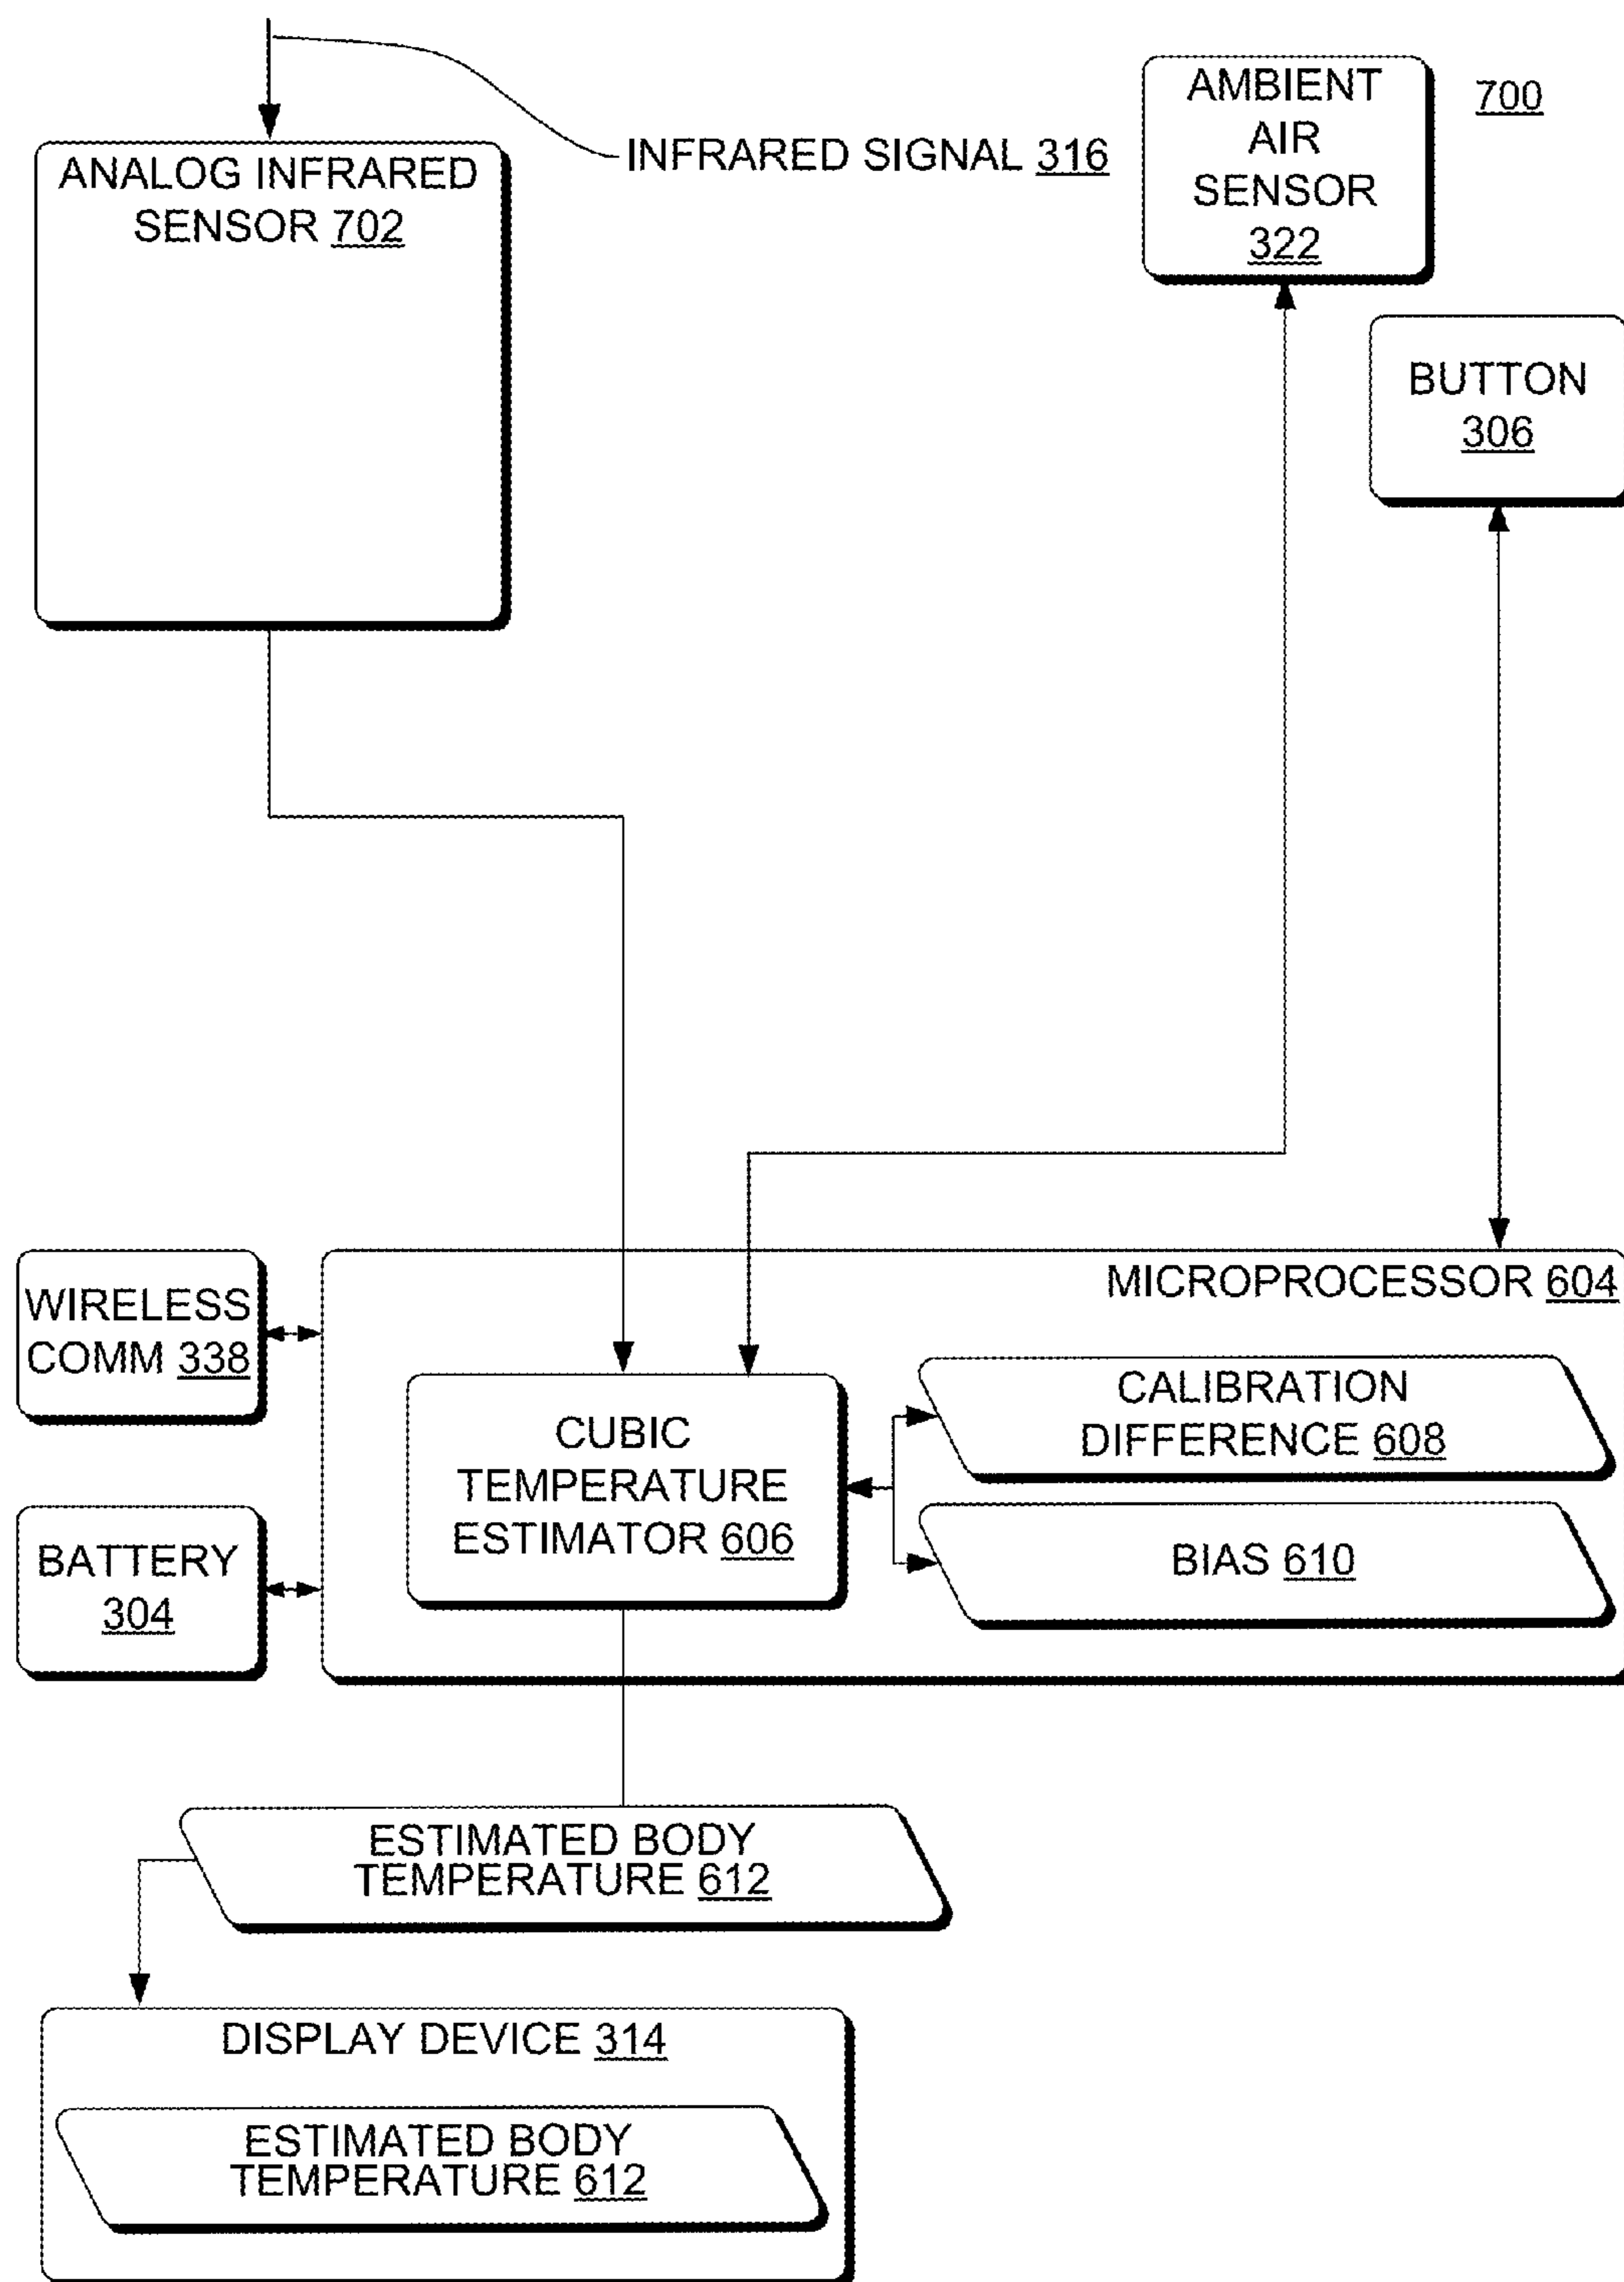 AMBIENT
AIR
SENSOR
322
700
INFRARED SIGNAL 316
ANALOG INFRARED
SENSOR 702
BUTTON
306
MICROPROCESSOR 604
WIRELESS
COMM 338
CALIBRATION
DIFFERENCE 608
CUBIC
TEMPERATURE
ESTIMATOR 606
BIAS 610
BATTERY
304
ESTIMATED BODY
TEMPERATURE 612
DISPLAY DEVICE 314
ESTIMATED BODY
TEMPERATURE 612